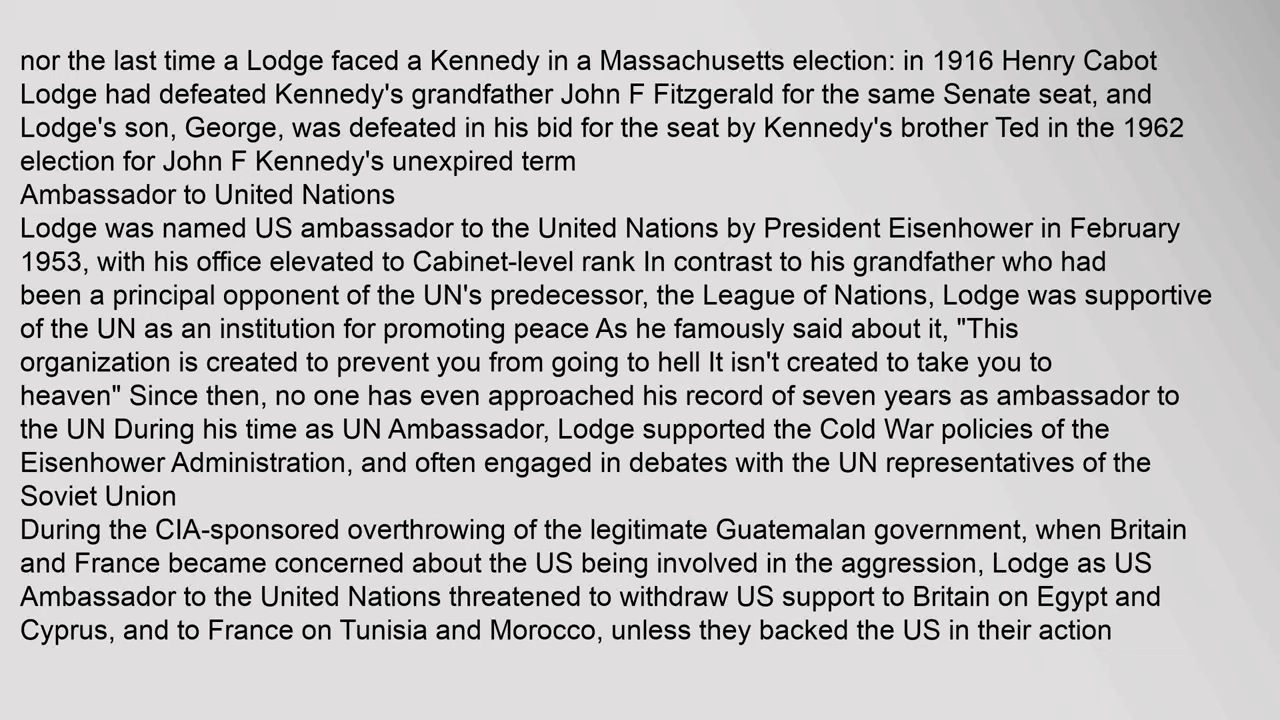 nor the last time a Lodge faced a Kennedy in a Massachusetts election: in 1916 Henry Cabot
Lodge had defeated Kennedy's grandfather John F Fitzgerald for the same Senate seat, and
Lodge's son, George, was defeated in his bid for the seat by Kennedy's brother Ted in the 1962
election for John F Kennedy's unexpired term
Ambassador to United Nations
Lodge was named US ambassador to the United Nations by President Eisenhower in February
1953, with his office elevated to Cabinet-level rank In contrast to his grandfather who had
been a principal opponent of the UN's predecessor, the League of Nations, Lodge was supportive
of the UN as an institution for promoting peace As he famously said about it, "This
organization is created to prevent you from going to hell It isn't created to take you to
heaven" Since then, no one has even approached his record of seven years as ambassador to
the UN During his time as UN Ambassador, Lodge supported the Cold War policies of the
Eisenhower Administration, and often engaged in debates with the UN representatives of the
Soviet Union
During the CIA-sponsored overthrowing of the legitimate Guatemalan government, when Britain
and France became concerned about the US being involved in the aggression, Lodge as US
Ambassador to the United Nations threatened to withdraw US support to Britain on Egypt and
Cyprus, and to France on Tunisia and Morocco, unless they backed the US in their action